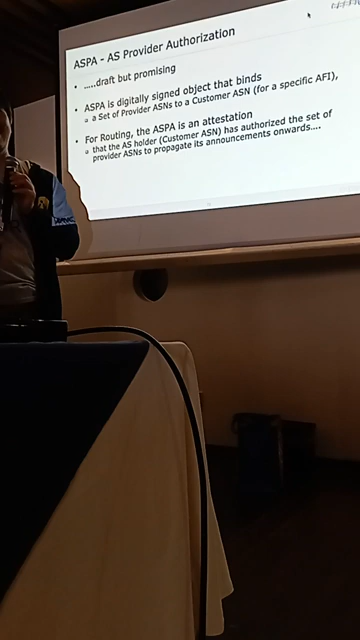 ASPA - AS Provider Authorization
.....draft but promising
ASPA is digitally signed object that binds
a Set of Provider ASNs to a Customer ASN (for a specific AFI),
For Routing, the ASPA is an attestation
that the AS holder (Customer ASN) has authorized the set of
provider ASNs to propagate its announcements onwards....